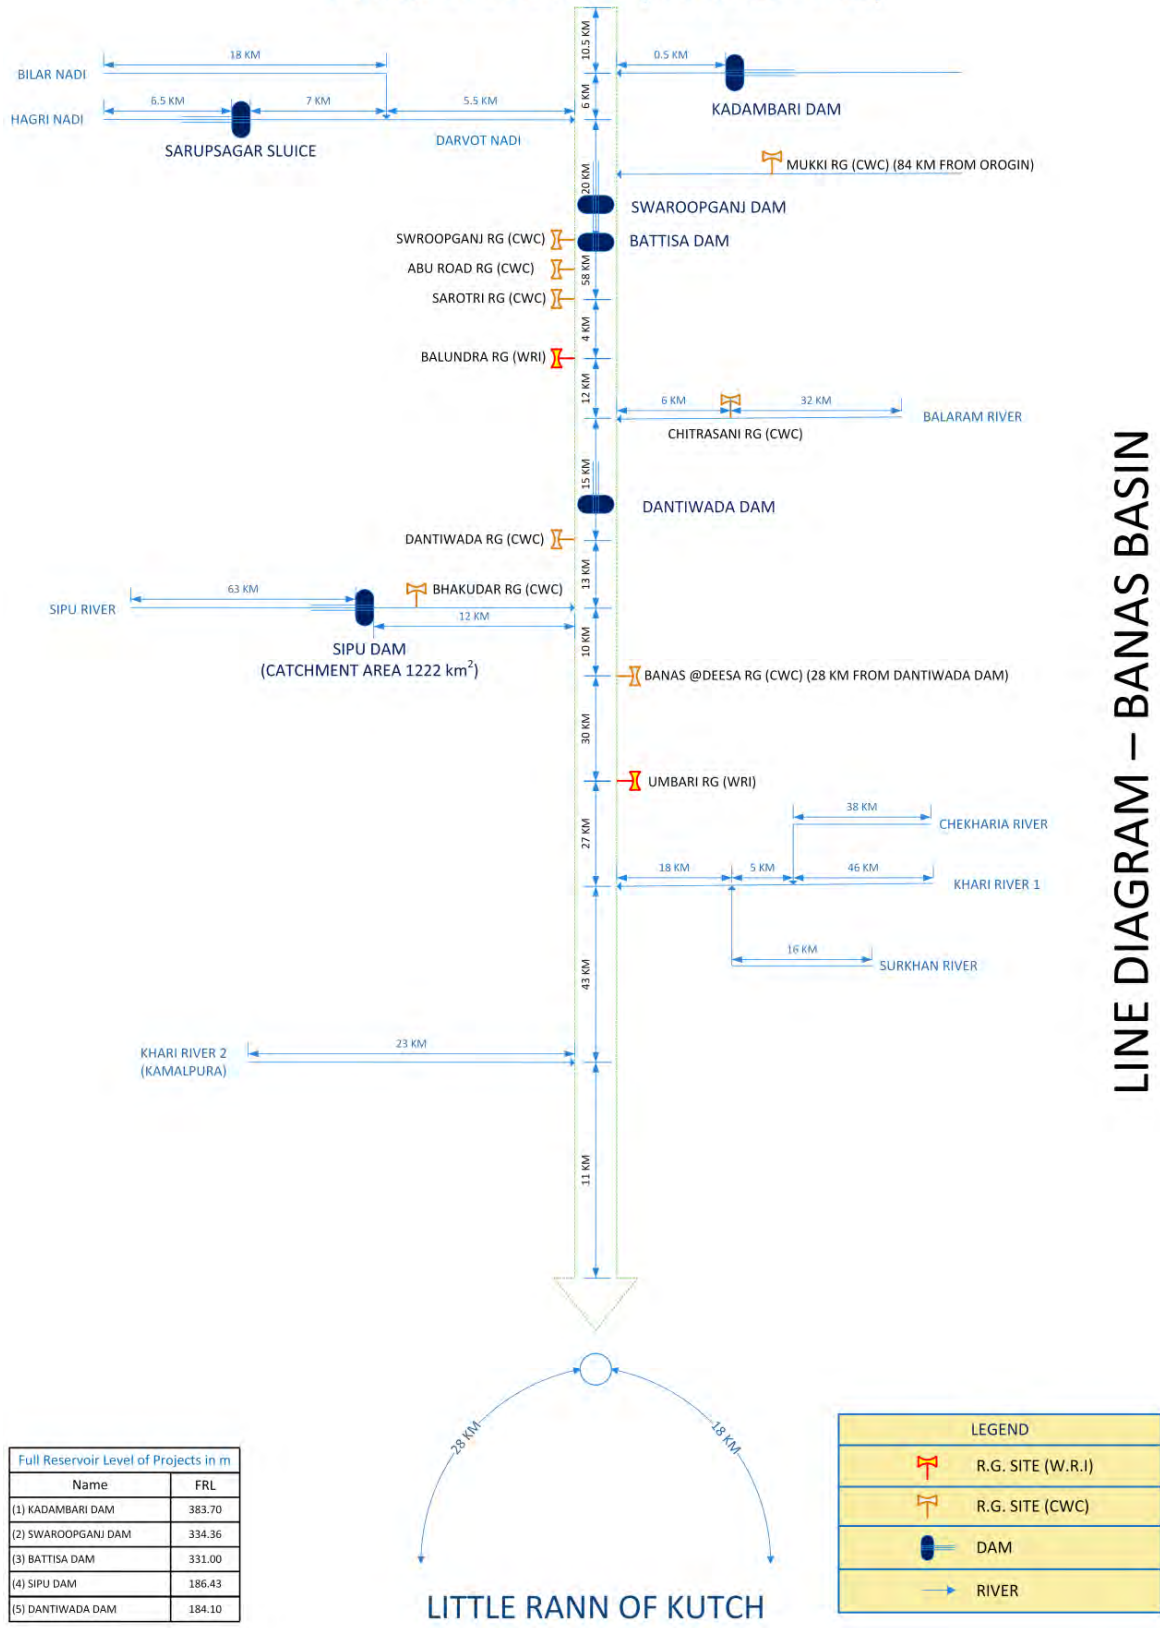 10.5 KM
18 KM
0.5 KM
BILAR NADI
6.5 KM
7 KM
5.5 KM
6 KM
KADAMBARI DAM
HAGRI NADI
DARVOT NADI
SARUPSAGAR SLUICE
MUKKI RG (CWC) (84 KM FROM OROGIN)
20 KM
SWAROOPGANJ DAM
SWROOPGANJ RG (CWC)
BATTISA DAM
ABU ROAD RG (CWC)
58 KM
SAROTRI RG (CWC)
4 KM
BALUNDRA RG (WRI)
12 KM
6 KM
32 KM
BALARAM RIVER
CHITRASANI RG (CWC)
15 KM
DANTIWADA DAM
DANTIWADA RG (CWC)
13 KM
63 KM
BHAKUDAR RG (CWC)
SIPU RIVER
12 KM
10 KM
SIPU DAM
(CATCHMENT AREA 1222 km²)
BANAS @DEESA RG (CWC) (28 KM FROM DANTIWADA DAM)
30 KM
UMBARI RG (WRI)
38 KM
CHEKHARIA RIVER
27 KM
18 KM
5 KM
46 KM
KHARI RIVER 1
16 KM
SURKHAN RIVER
43 KM
23 KM
KHARI RIVER 2
(KAMALPURA)
11 KM
LINE DIAGRAM – BANAS BASIN
28 KM
18 KM
LITTLE RANN OF KUTCH
Full Reservoir Level of Projects in m
Name FRL
(1) KADAMBARI DAM 383.70
(2) SWAROOPGANJ DAM 334.36
(3) BATTISA DAM 331.00
(4) SIPU DAM 186.43
(5) DANTIWADA DAM 184.10
LEGEND
R.G. SITE (W.R.I)
R.G. SITE (CWC)
DAM
RIVER